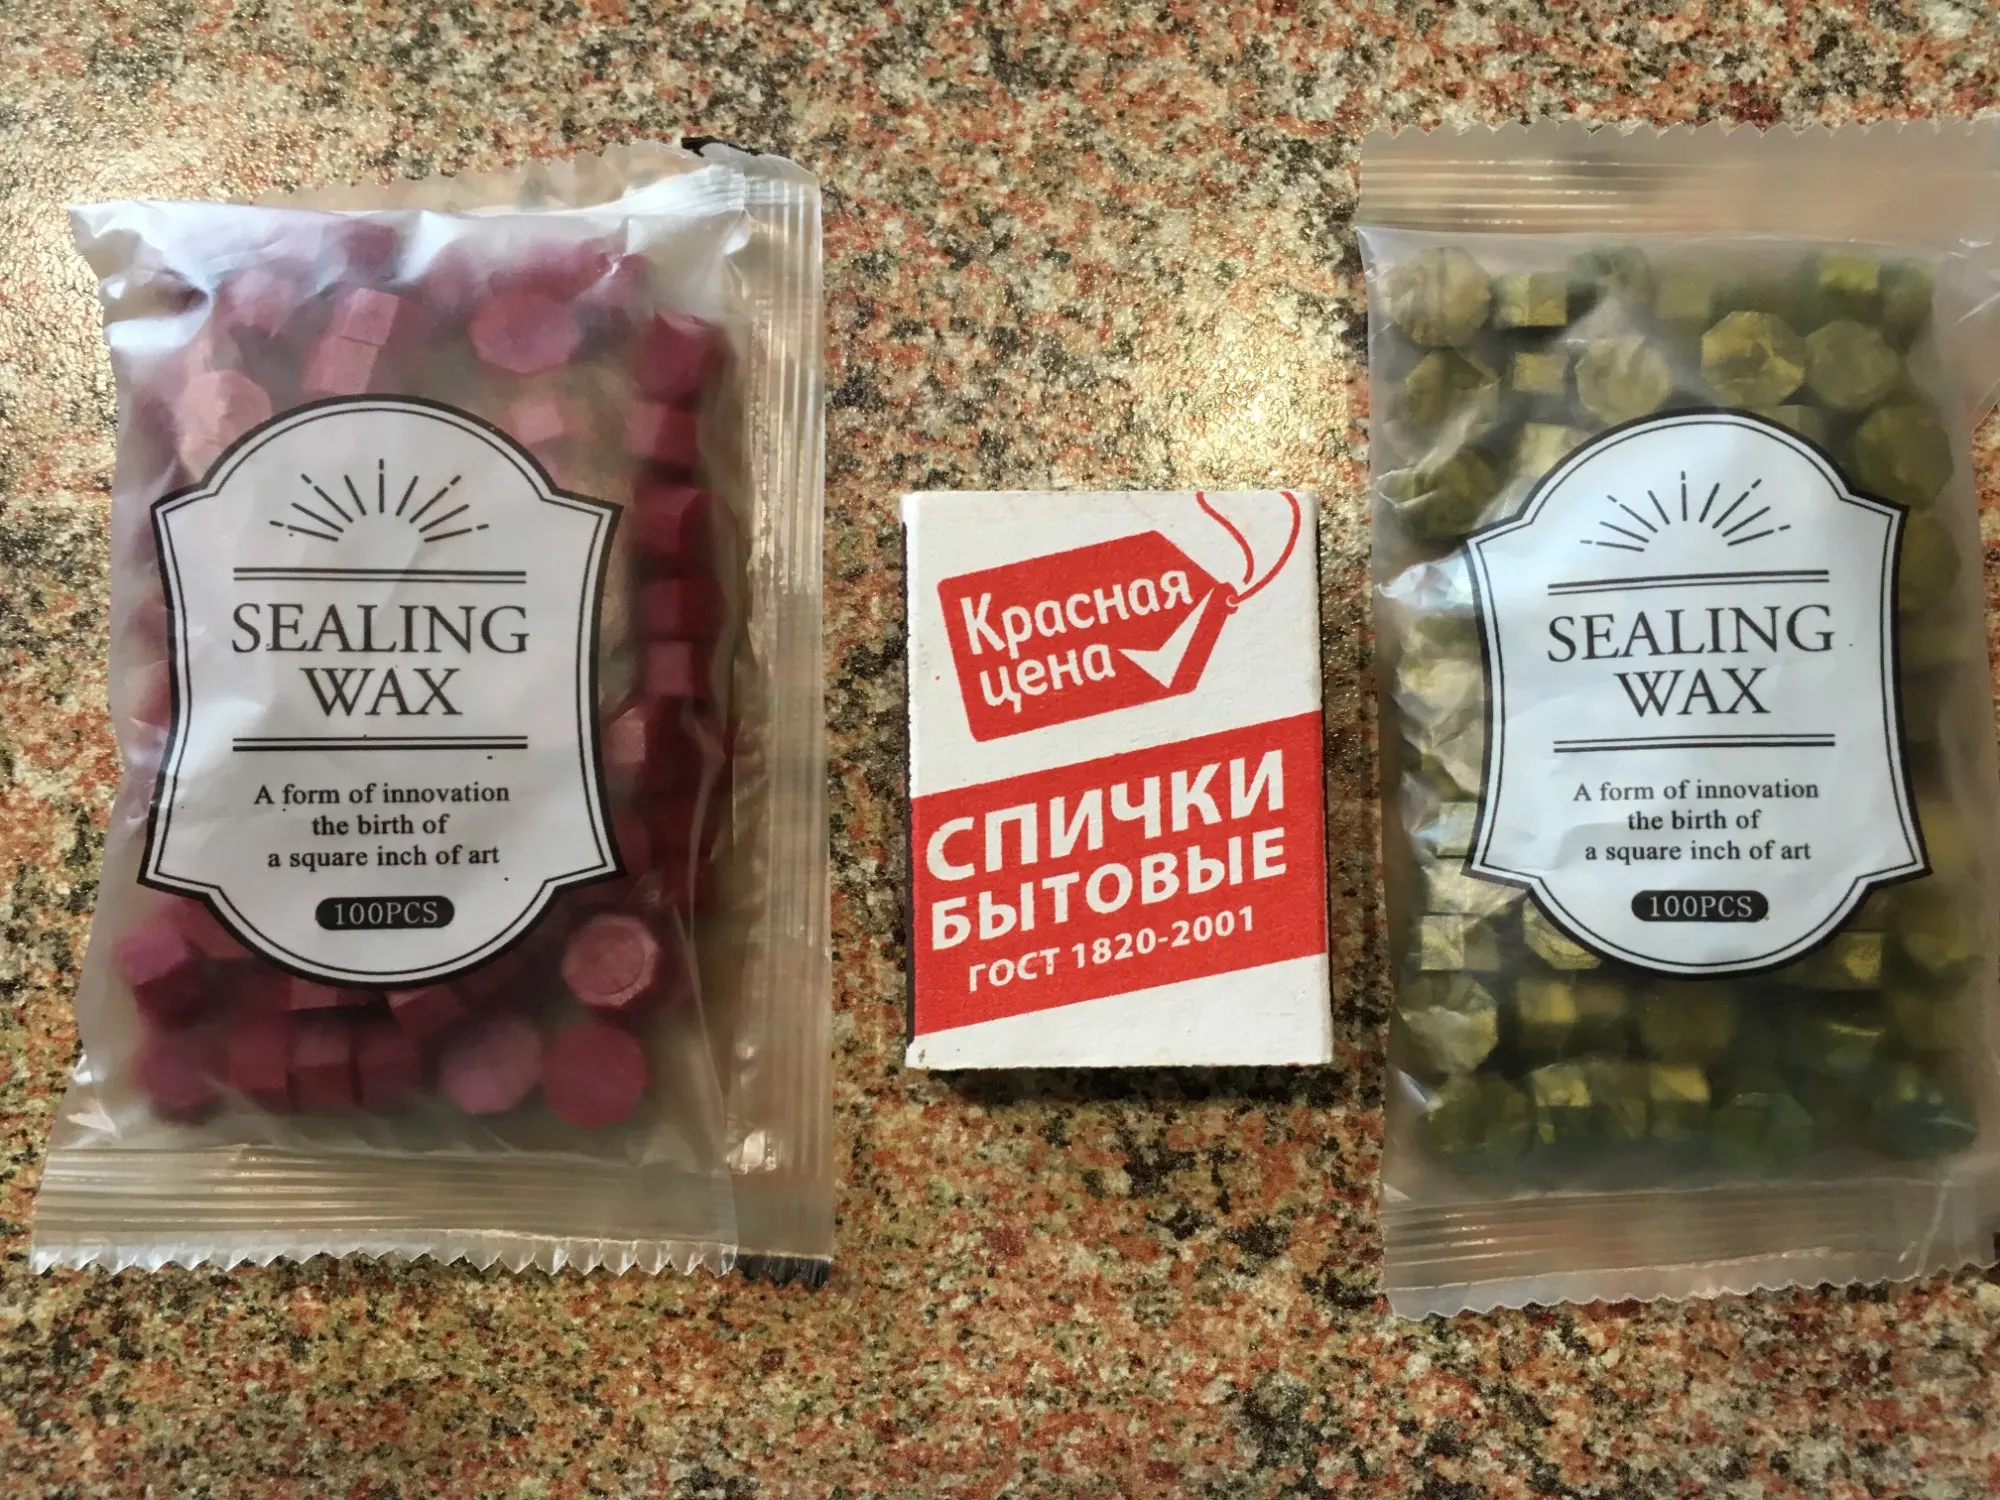 SEALING
WAX
A form of innovation
the birth of
a square inch of art
100PCS
Красная
цена
СПИЧКИ
БЫТОВЫЕ
ГОСТ 1820-2001
SEALING
WAX
A form of innovation
the birth of
a square inch of art
100PCS